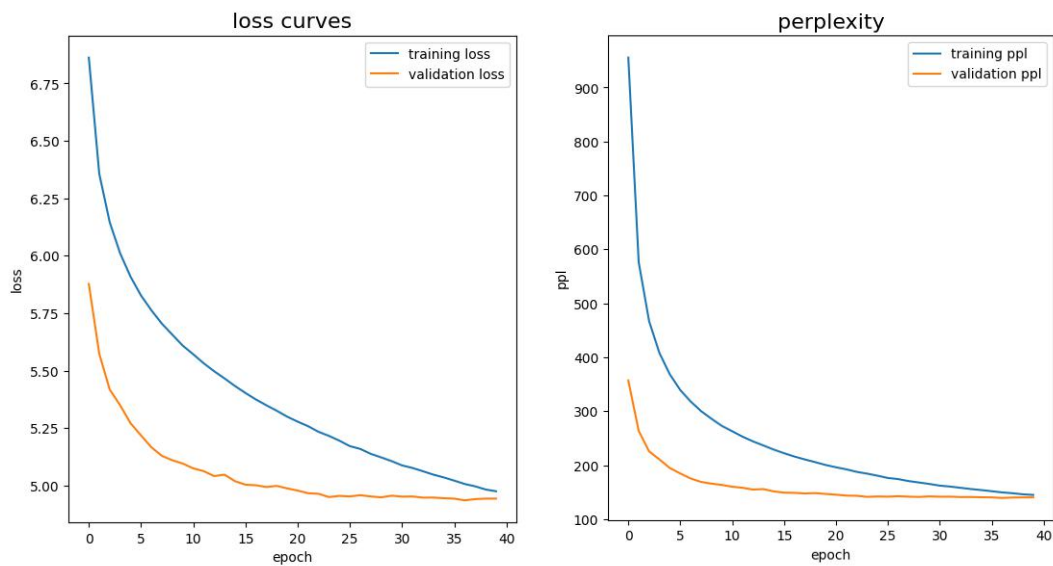 loss curves
training loss
validation loss
6.75
6.50
6.25
6.00
5.75
5.50
5.25
5.00
loss
0 5 10 15 20 25 30 35 40
epoch
perplexity
training ppl
validation ppl
900
800
700
600
500
400
300
200
100
ppl
0 5 10 15 20 25 30 35 40
epoch